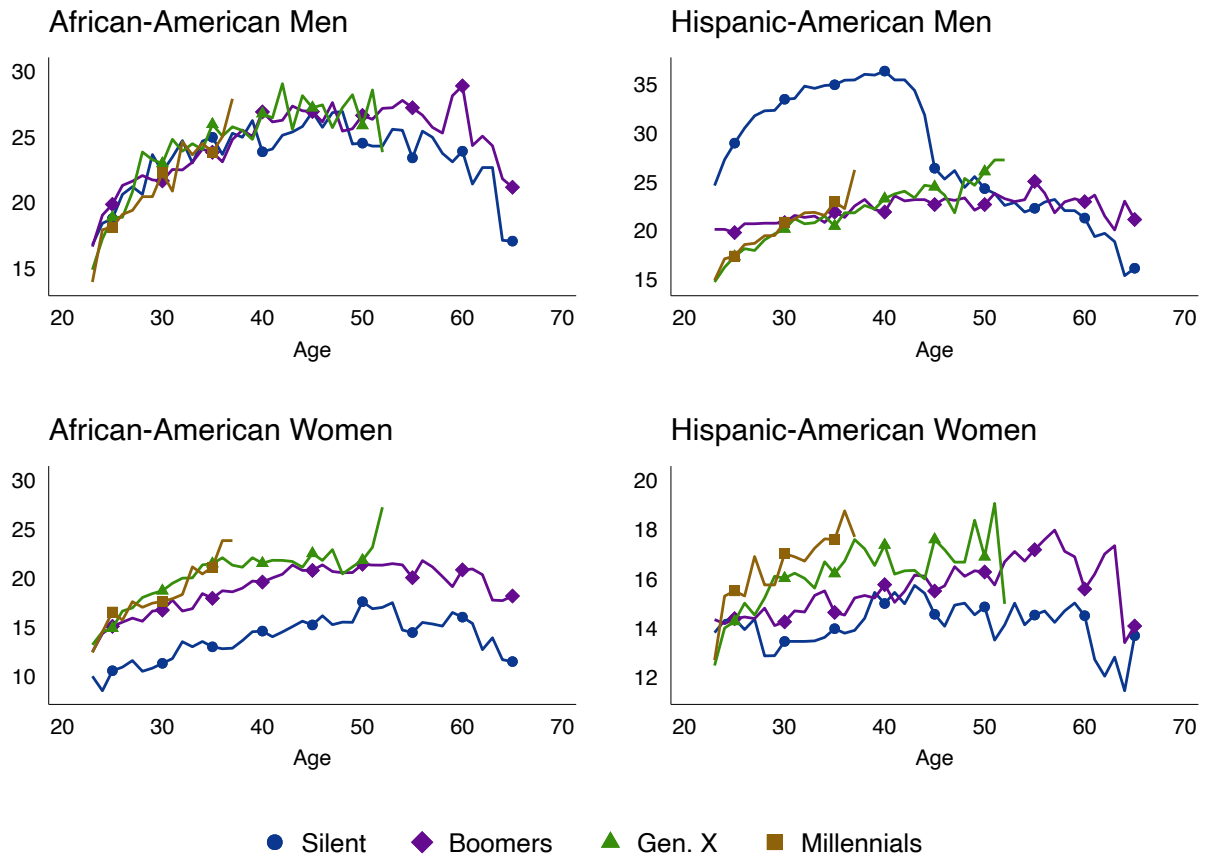 African-American Men
30
25
20
15
20 30 40 50 60 70
Age
Hispanic-American Men
35
30
25
20
15
20 30 40 50 60 70
Age
African-American Women
30
25
20
15
10
20 30 40 50 60 70
Age
Hispanic-American Women
20
18
16
14
12
20 30 40 50 60 70
Age
Silent Boomers Gen. X Millennials